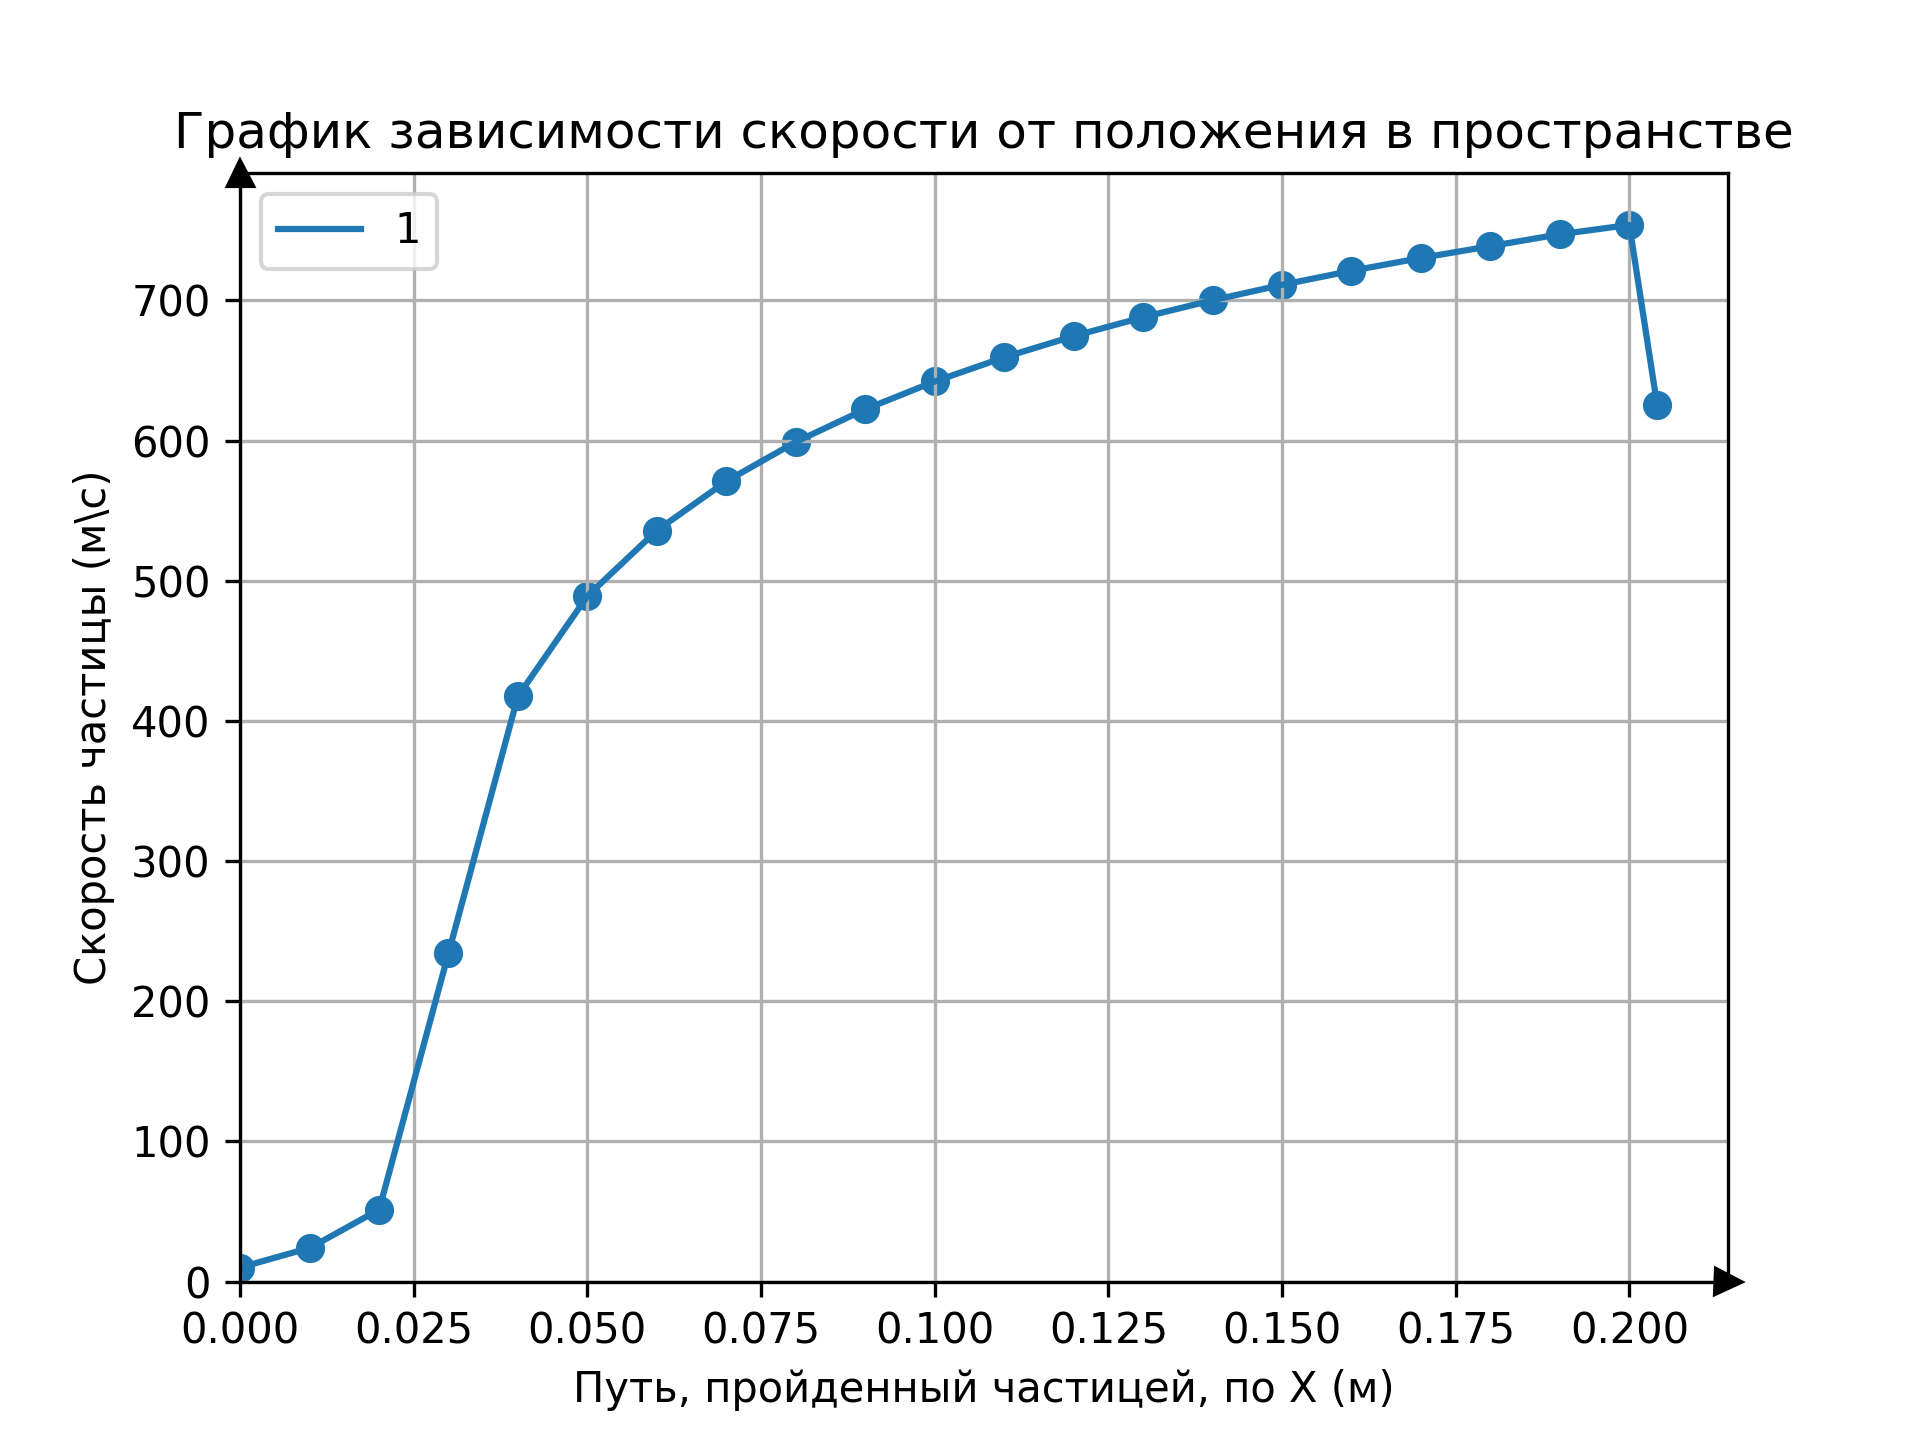 График зависимости скорости от положения в пространстве
1
700
600
500
400
300
200
100
0
Скорость частицы (м\с)
0.000 0.025 0.050 0.075 0.100 0.125 0.150 0.175 0.200
Путь, пройденный частицей, по X (м)